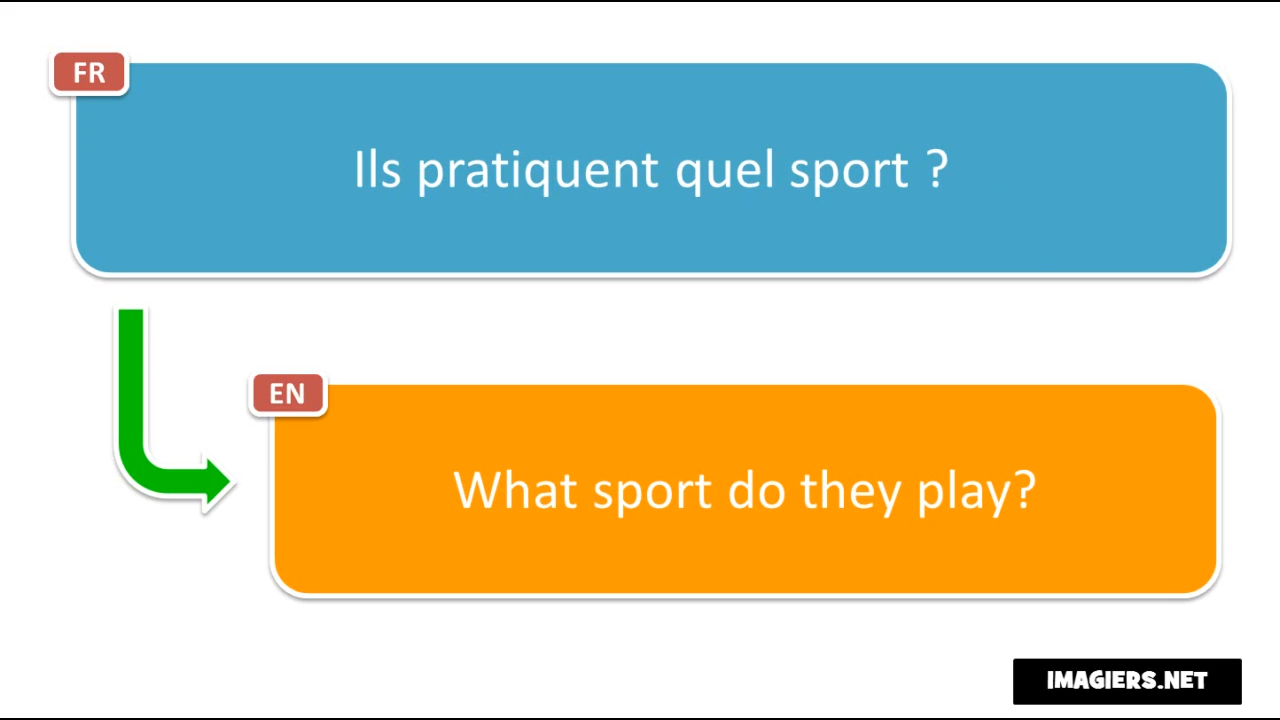 FR
Ils pratiquent quel sport ?
EN
What sport do they play?
IMAGIERS.NET